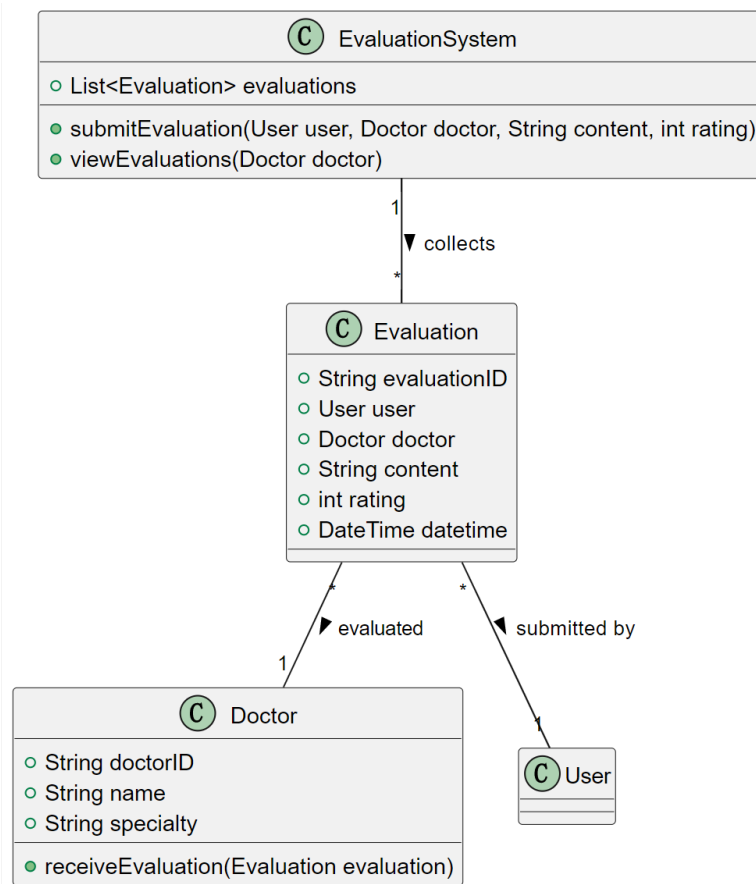 C EvaluationSystem
List<Evaluation> evaluations
submitEvaluation(User user, Doctor doctor, String content, int rating)
viewEvaluations(Doctor doctor)
1
collects
*
C Evaluation
String evaluationID
User user
Doctor doctor
String content
int rating
DateTime datetime
* *
evaluated submitted by
1
C Doctor
1
String doctorID
C User
String name
String specialty
receiveEvaluation(Evaluation evaluation)